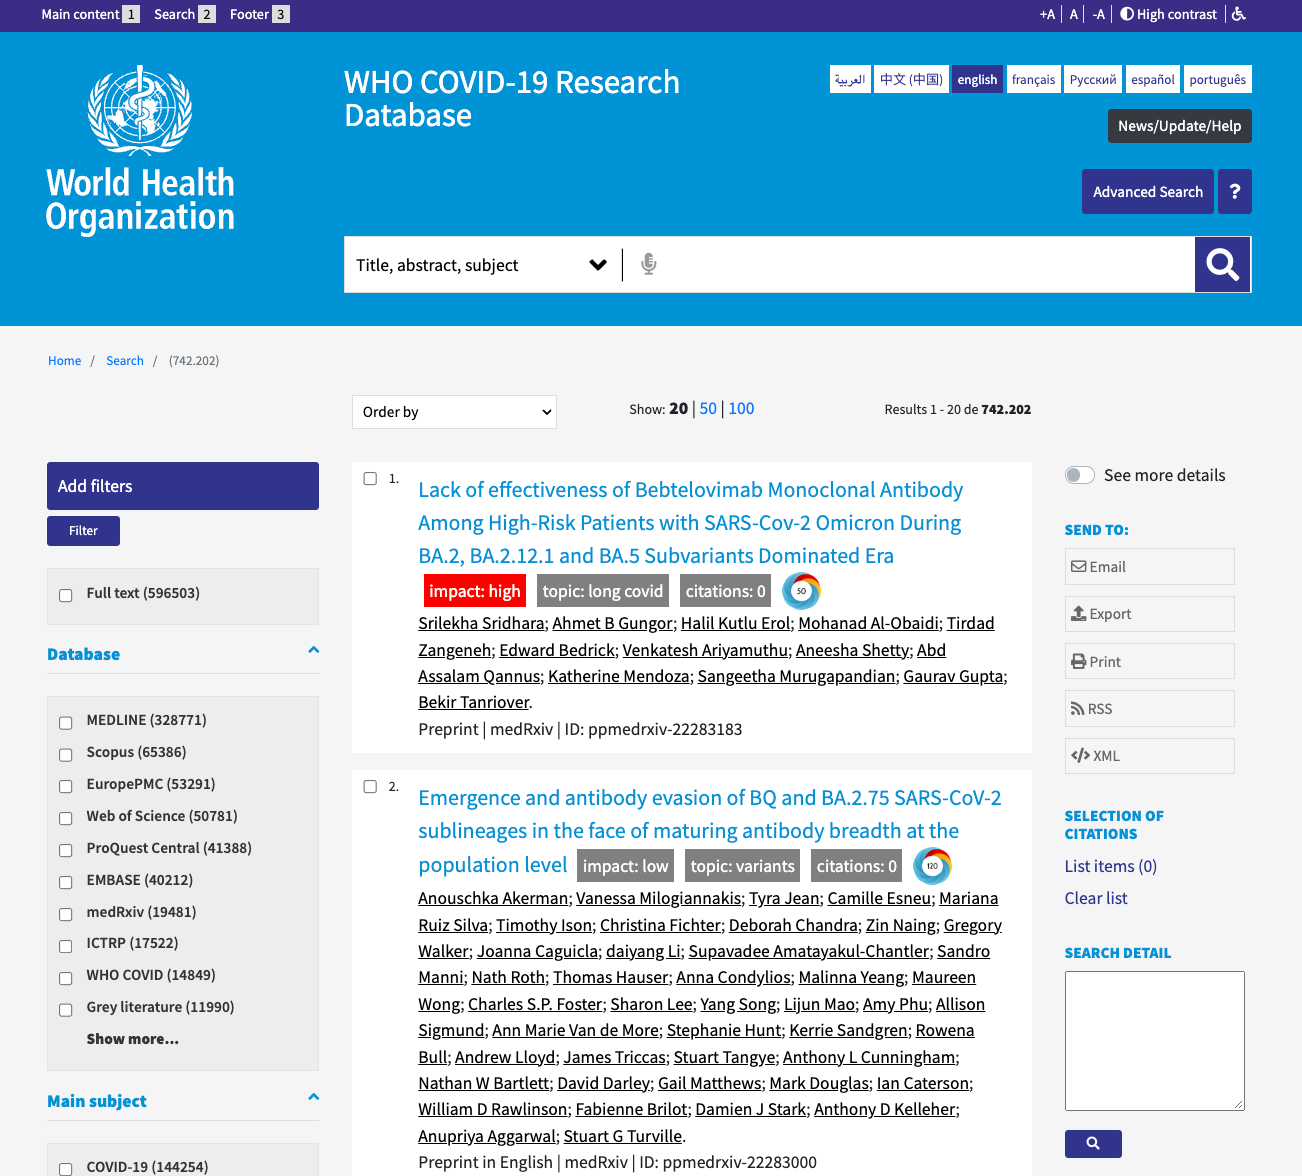 Main content 1 Search 2 Footer 3
+A A -A High contrast
World Health
Organization
WHO COVID-19 Research
Database
العربية 中文 (中国) english français Русский español português
News/Update/Help
Advanced Search ?
Title, abstract, subject
Home / Search / (742.202)
Order by
Show: 20 | 50 | 100
Results 1 - 20 de 742.202
Add filters
Filter
Full text (596503)
Database
MEDLINE (328771)
Scopus (65386)
EuropePMC (53291)
Web of Science (50781)
ProQuest Central (41388)
EMBASE (40212)
medRxiv (19481)
ICTRP (17522)
WHO COVID (14849)
Grey literature (11990)
Show more...
Main subject
COVID-19 (144254)
1.
Lack of effectiveness of Bebtelovimab Monoclonal Antibody
Among High-Risk Patients with SARS-Cov-2 Omicron During
BA.2, BA.2.12.1 and BA.5 Subvariants Dominated Era
impact: high topic: long covid citations: 0 50
Srilekha Sridhara; Ahmet B Gungor; Halil Kutlu Erol; Mohanad Al-Obaidi; Tirdad
Zangeneh; Edward Bedrick; Venkatesh Ariyamuthu; Aneesha Shetty; Abd
Assalam Qannus; Katherine Mendoza; Sangeetha Murugapandian; Gaurav Gupta;
Bekir Tanriover.
Preprint | medRxiv | ID: ppmedrxiv-22283183
2.
Emergence and antibody evasion of BQ and BA.2.75 SARS-CoV-2
sublineages in the face of maturing antibody breadth at the
population level impact: low topic: variants citations: 0 120
Anouschka Akerman; Vanessa Milogiannakis; Tyra Jean; Camille Esneu; Mariana
Ruiz Silva; Timothy Ison; Christina Fichter; Deborah Chandra; Zin Naing; Gregory
Walker; Joanna Caguicla; daiyang Li; Supavadee Amatayakul-Chantler; Sandro
Manni; Nath Roth; Thomas Hauser; Anna Condylios; Malinna Yeang; Maureen
Wong; Charles S.P. Foster; Sharon Lee; Yang Song; Lijun Mao; Amy Phu; Allison
Sigmund; Ann Marie Van de More; Stephanie Hunt; Kerrie Sandgren; Rowena
Bull; Andrew Lloyd; James Triccas; Stuart Tangye; Anthony L Cunningham;
Nathan W Bartlett; David Darley; Gail Matthews; Mark Douglas; Ian Caterson;
William D Rawlinson; Fabienne Brilot; Damien J Stark; Anthony D Kelleher;
Anupriya Aggarwal; Stuart G Turville.
Preprint in English | medRxiv | ID: ppmedrxiv-22283000
See more details
SEND TO:
Email
Export
Print
RSS
XML
SELECTION OF
CITATIONS
List items (0)
Clear list
SEARCH DETAIL